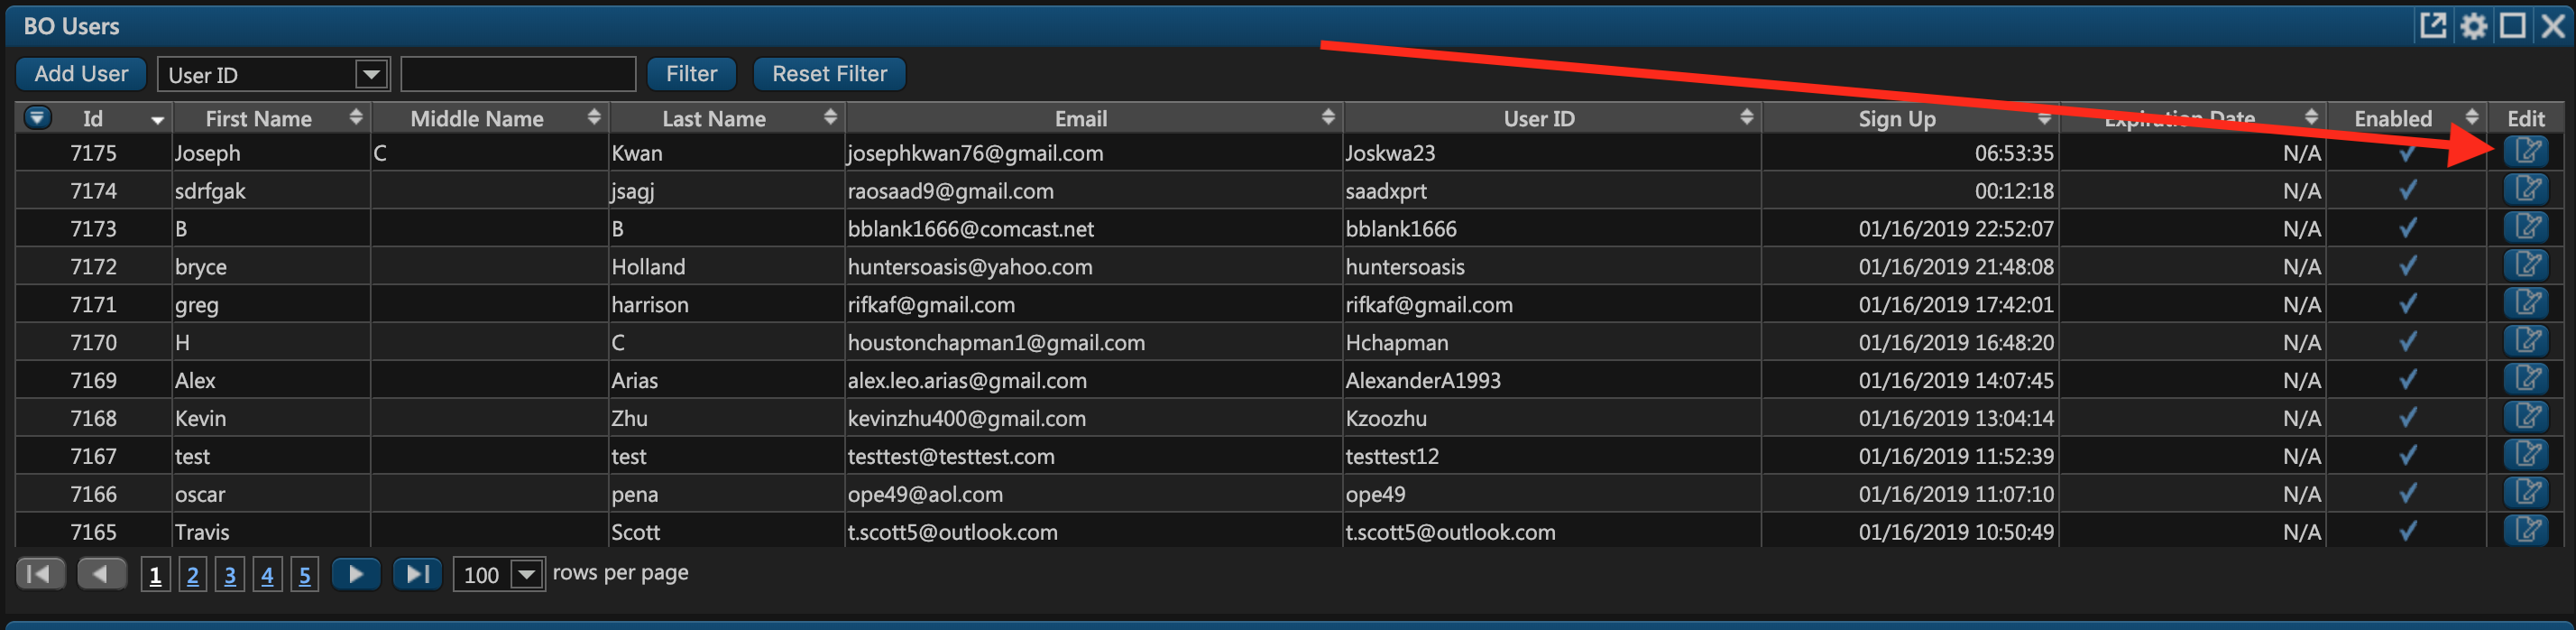 BO Users
Add User User ID Filter Reset Filter
Id First Name Middle Name Last Name Email User ID Sign Up Expiration Date Enabled Edit
7175 Joseph C Kwan josephkwan76@gmail.com Joskwa23 06:53:35 N/A
7174 sdrfgak jsagj raosaad9@gmail.com saadxprt 00:12:18 N/A
7173 B B bblank1666@comcast.net bblank1666 01/16/2019 22:52:07 N/A
7172 bryce Holland huntersoasis@yahoo.com huntersoasis 01/16/2019 21:48:08 N/A
7171 greg harrison rifkaf@gmail.com rifkaf@gmail.com 01/16/2019 17:42:01 N/A
7170 H C houstonchapman1@gmail.com Hchapman 01/16/2019 16:48:20 N/A
7169 Alex Arias alex.leo.arias@gmail.com AlexanderA1993 01/16/2019 14:07:45 N/A
7168 Kevin Zhu kevinzhu400@gmail.com Kzoozhu 01/16/2019 13:04:14 N/A
7167 test test testtest@testtest.com testtest12 01/16/2019 11:52:39 N/A
7166 oscar pena ope49@aol.com ope49 01/16/2019 11:07:10 N/A
7165 Travis Scott t.scott5@outlook.com t.scott5@outlook.com 01/16/2019 10:50:49 N/A
1 2 3 4 5 100 rows per page